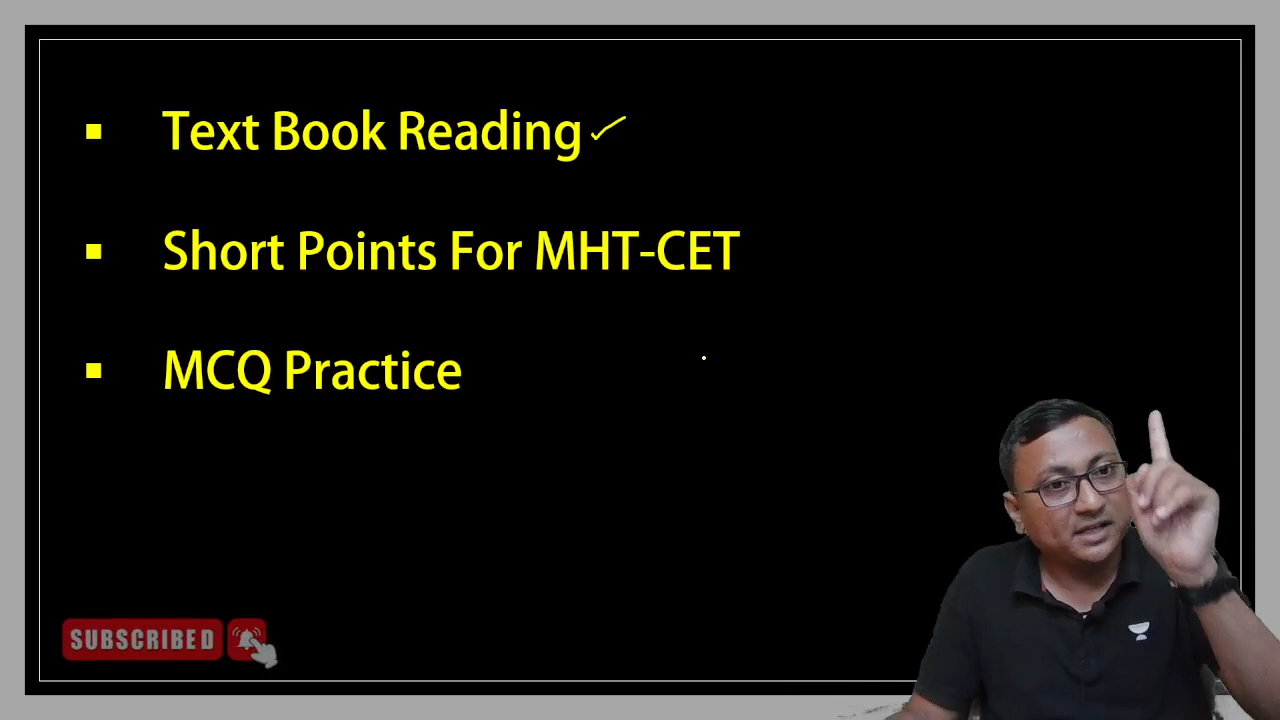 Text Book Reading
Short Points For MHT-CET
MCQ Practice
SUBSCRIBED